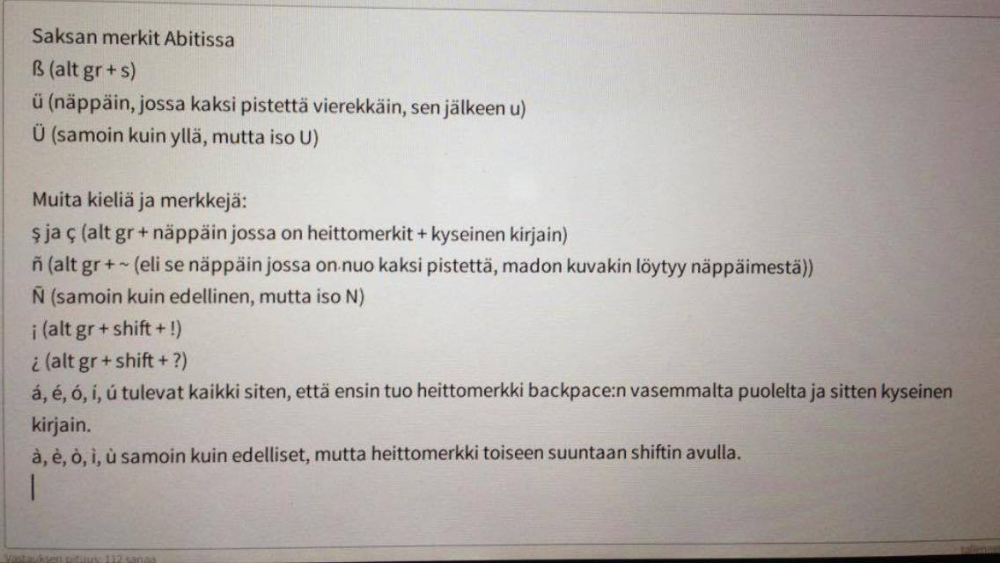 Saksan merkit Abitissa
ß (alt gr + s)
ü (näppäin, jossa kaksi pistettä vierekkäin, sen jälkeen u)
Ü (samoin kuin yllä, mutta iso U)
Muita kieliä ja merkkejä:
ş ja ç (alt gr + näppäin jossa on heittomerkit + kyseinen kirjain)
ñ (alt gr + ~ (eli se näppäin jossa on nuo kaksi pistettä, madon kuvakin löytyy näppäimestä))
Ñ (samoin kuin edellinen, mutta iso N)
¡ (alt gr + shift + !)
¿ (alt gr + shift + ?)
á, é, ó, í, ú tulevat kaikki siten, että ensin tuo heittomerkki backpace:n vasemmalta puolelta ja sitten kyseinen
kirjain.
à, è, ò, ì, ù samoin kuin edelliset, mutta heittomerkki toiseen suuntaan shiftin avulla.
Vastauksen pituus: 112 sanaa